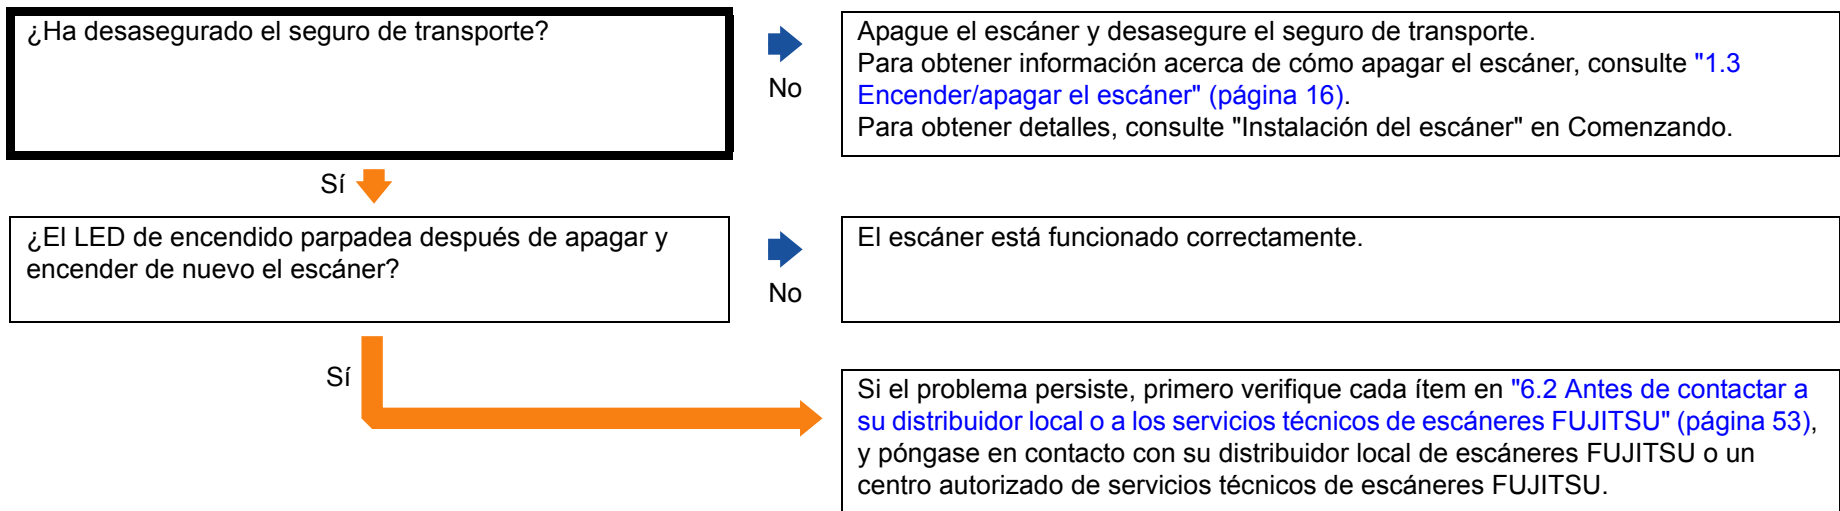 ¿Ha desasegurado el seguro de transporte?
No
Apague el escáner y desasegure el seguro de transporte.
Para obtener información acerca de cómo apagar el escáner, consulte "1.3
Encender/apagar el escáner" (página 16).
Para obtener detalles, consulte "Instalación del escáner" en Comenzando.
Sí
¿El LED de encendido parpadea después de apagar y
encender de nuevo el escáner?
No
El escáner está funcionado correctamente.
Sí
Si el problema persiste, primero verifique cada ítem en "6.2 Antes de contactar a
su distribuidor local o a los servicios técnicos de escáneres FUJITSU" (página 53),
y póngase en contacto con su distribuidor local de escáneres FUJITSU o un
centro autorizado de servicios técnicos de escáneres FUJITSU.